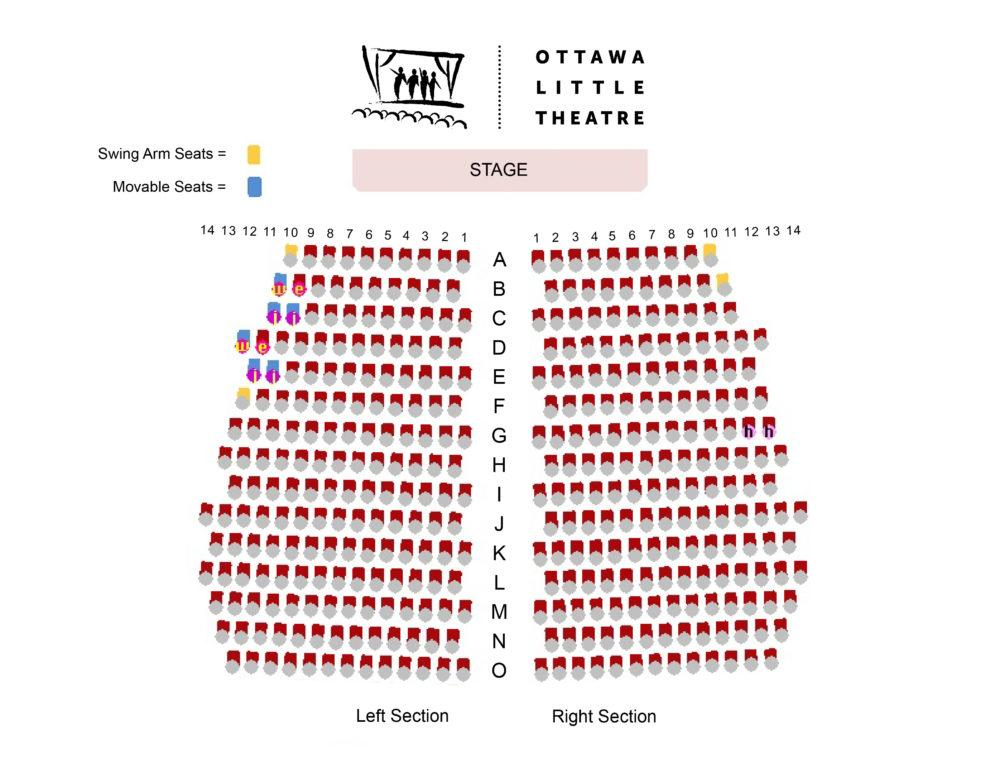 OTTAWA
LITTLE
THEATRE
Swing Arm Seats =
Movable Seats =
STAGE
14 13 12 11 10 9 8 7 6 5 4 3 2 1 1 2 3 4 5 6 7 8 9 10 11 12 13 14
A
u e B
i i C
u e D
i i E
F
G h h
H
I
J
K
L
M
N
O
Left Section Right Section